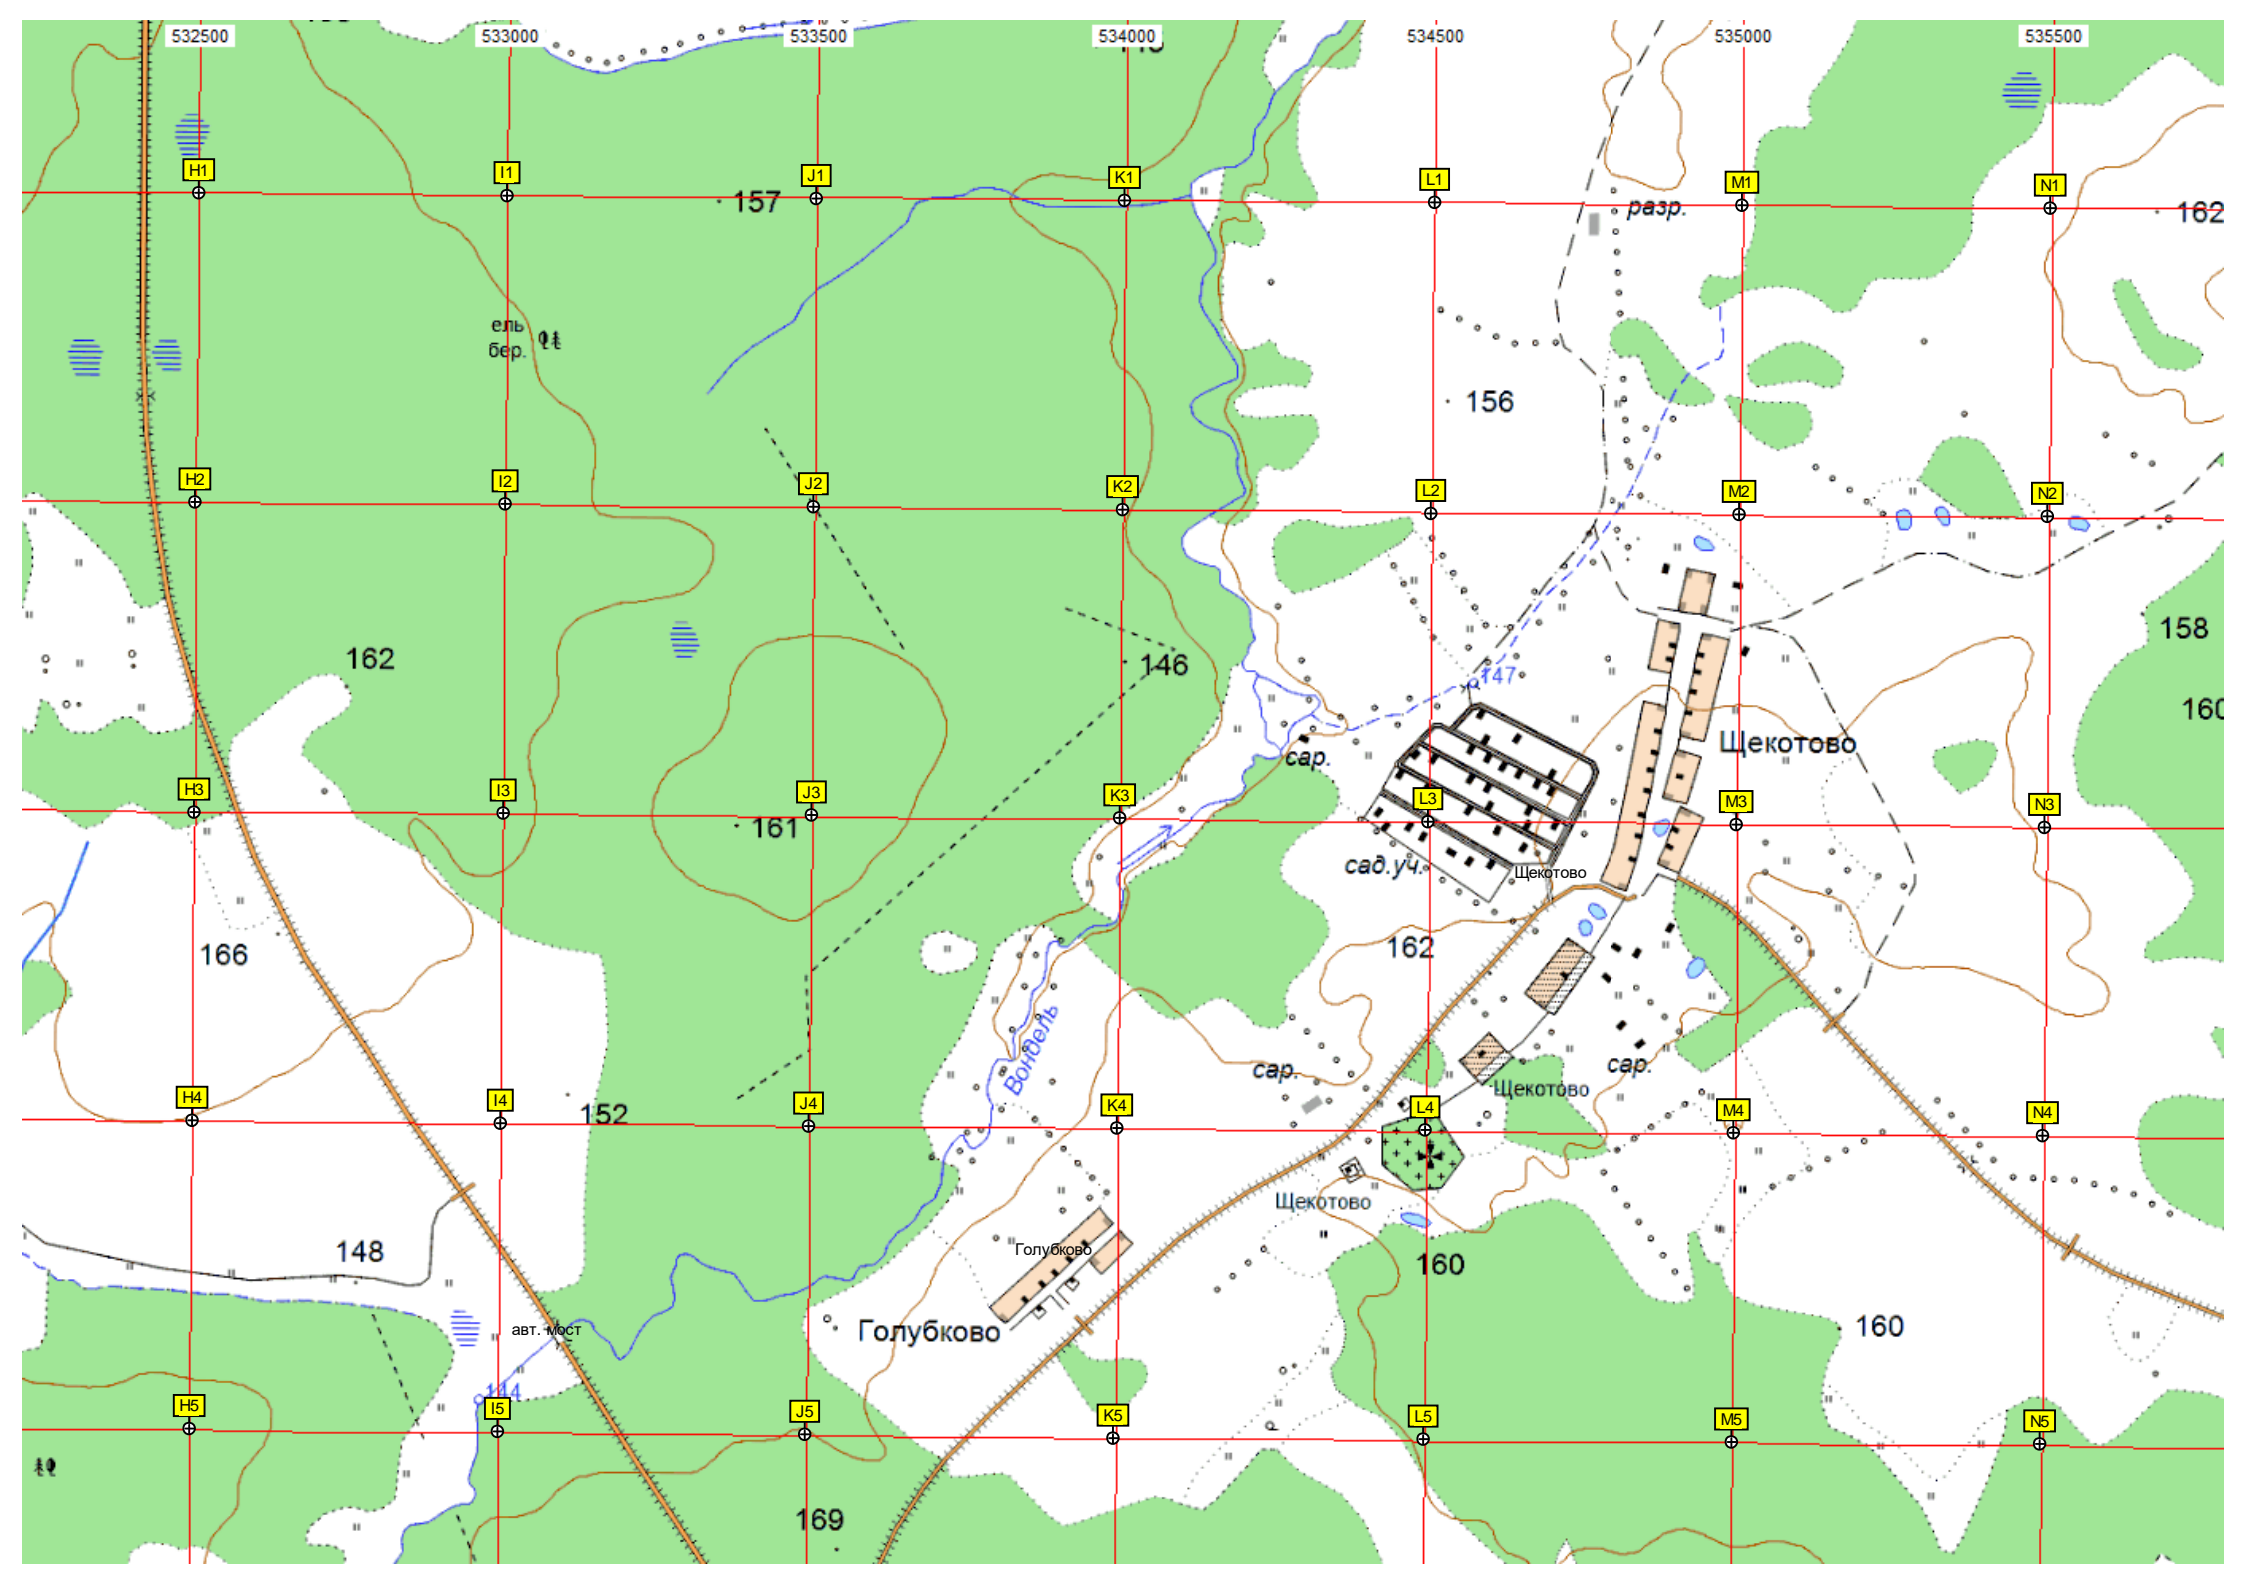 532500 533000 533500 534000 534500 535000 535500
H1 I1 J1 K1 L1 M1 N1
157
разр.
162
ель
бер.
156
H2 I2 J2 K2 L2 M2 N2
158
162
146
147
160
Щекотово
сар.
H3 I3 J3 K3 L3 M3 N3
161
сад.уч.
Щекотово
166
162
Вондель
сар.
сар.
Щекотово
H4 I4 J4 K4 L4 M4 N4
152
Щекотово
148
Голубково
160
авт. мост
Голубково
160
144
H5 I5 J5 K5 L5 M5 N5
169